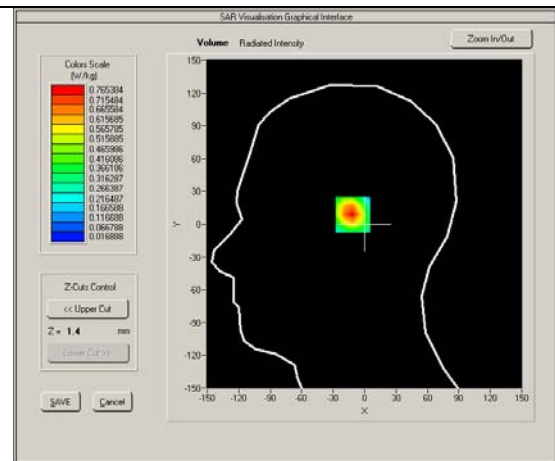 SAR Visualisation Graphical Interface
Volume Radiated Intensity
Zoom In/Out
Colors Scale
(W/kg)
0.765384
0.715484
0.665584
0.615685
0.565785
0.515885
0.465986
0.416086
0.366186
0.316287
0.266387
0.216487
0.166588
0.116688
0.066788
0.016888
Z-Cuts Control
<< Upper Cut
Z = 1.4 mm
Lower Cut >>
SAVE Cancel
150
120
90
60
30
0
-30
-60
-90
-120
-150
Y
-150 -120 -90 -60 -30 0 30 60 90 120 150
X